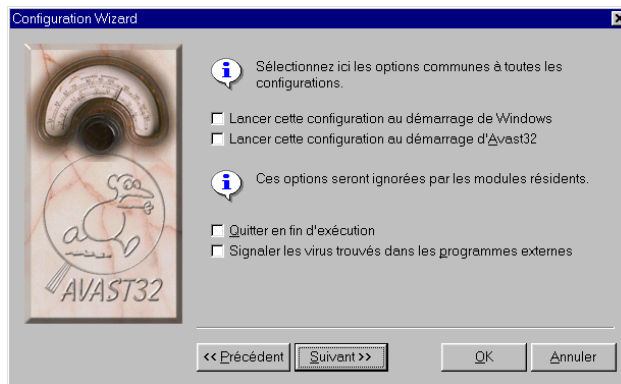 Configuration Wizard
Sélectionnez ici les options communes à toutes les
configurations.
Lancer cette configuration au démarrage de Windows
Lancer cette configuration au démarrage d'Avast32
Ces options seront ignorées par les modules résidents.
Quitter en fin d'exécution
Signaler les virus trouvés dans les programmes externes
AVAST32
<< Précédent
Suivant >>
OK
Annuler